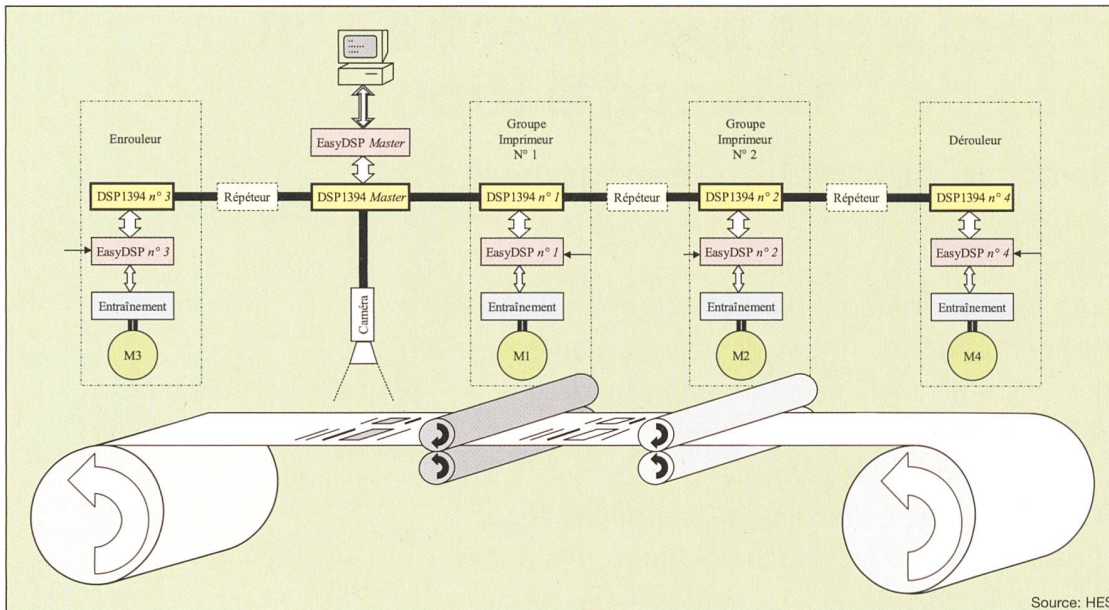 Enrouleur
Groupe
Imprimeur
N° 1
Groupe
Imprimeur
N° 2
Dérouleur
EasyDSP Master
DSP1394 n° 3
Répéteur
DSP1394 Master
DSP1394 n° 1
Répéteur
DSP1394 n° 2
Répéteur
DSP1394 n° 4
EasyDSP n° 3
EasyDSP n° 1
EasyDSP n° 2
EasyDSP n° 4
Entraînement
Caméra
Entraînement
Entraînement
Entraînement
M3
M1
M2
M4
Source: HES